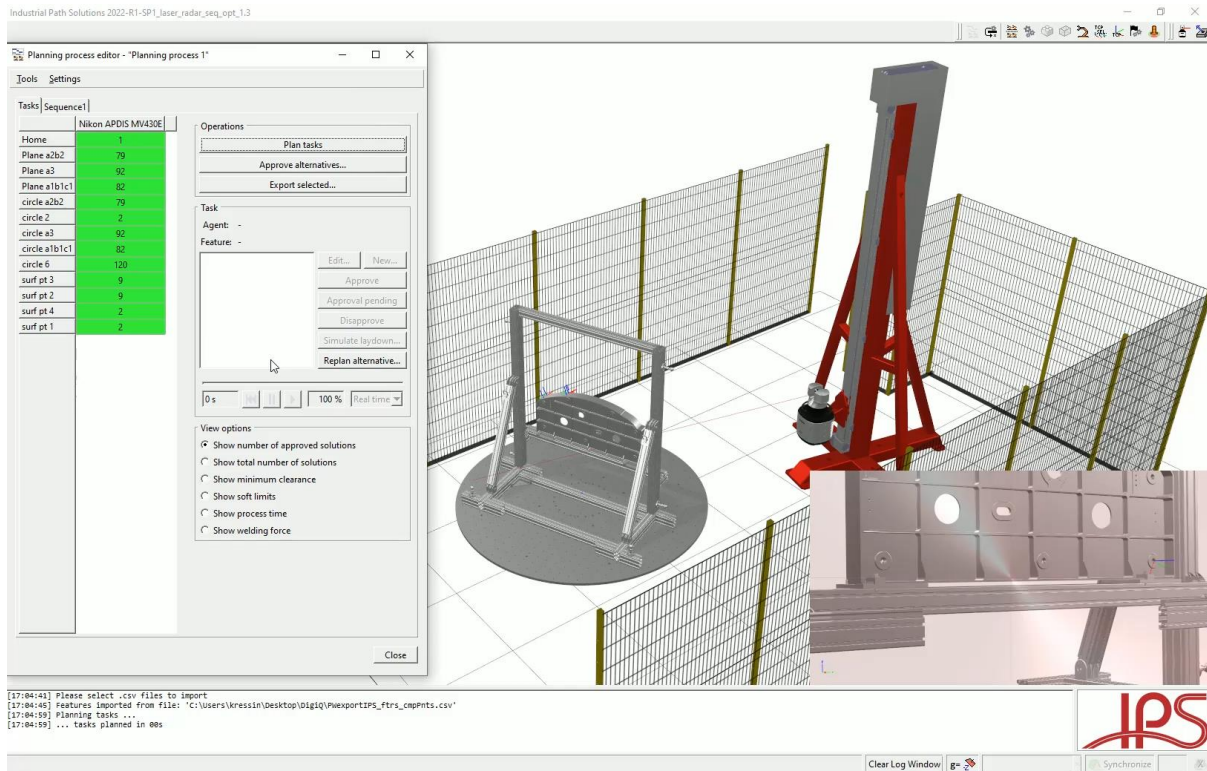 Industrial Path Solutions 2022-R1-SP1_laser_radar_seq_opt_1.3
Planning process editor - "Planning process 1"
Tools Settings
Tasks Sequence1
Nikon APDIS MV430E
Home 1
Plane a2b2 79
Plane a3 92
Plane a1b1c1 82
circle a2b2 79
circle 2 2
circle a3 92
circle a1b1c1 82
circle 6 120
surf pt 3 9
surf pt 2 9
surf pt 4 2
surf pt 1 2
Operations
Plan tasks
Approve alternatives...
Export selected...
Task
Agent: -
Feature: -
Edit... New...
Approve
Approval pending
Disapprove
Simulate laydown...
Replan alternative...
0 s 100 % Real time
View options
Show number of approved solutions
Show total number of solutions
Show minimum clearance
Show soft limits
Show process time
Show welding force
Close
[17:04:41] Please select .csv files to import
[17:04:45] Features imported from file: 'C:\Users\kressin\Desktop\DigiQ\PWexportIPS_ftrs_cmpPnts.csv'
[17:04:59] Planning tasks ...
[17:04:59] ... tasks planned in 00s
IPS
Clear Log Window g= Synchronize